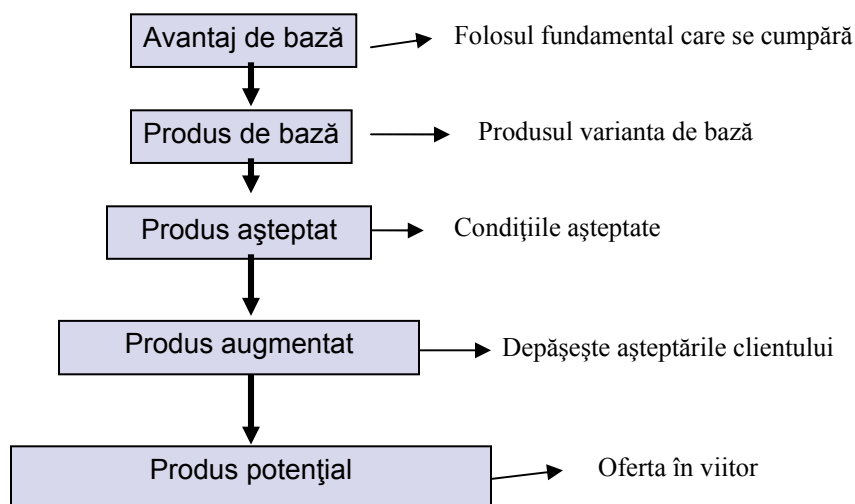 Avantaj de bază
Folosul fundamental care se cumpără
Produs de bază
Produsul varianta de bază
Produs aşteptat
Condiţiile aşteptate
Produs augmentat
Depăşeşte aşteptările clientului
Produs potenţial
Oferta în viitor